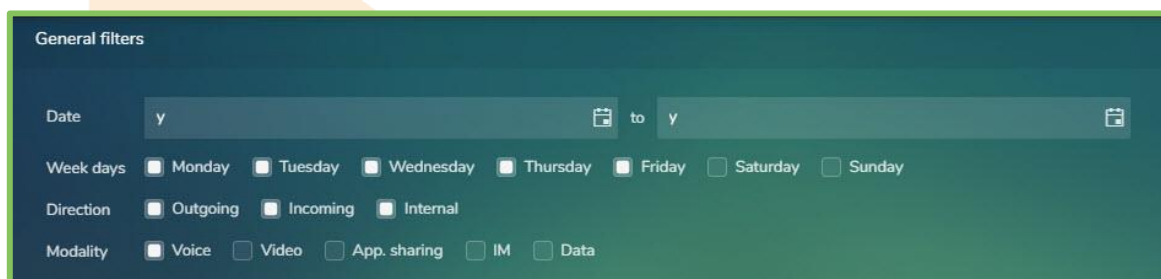 General filters
Date y to y
Week days Monday Tuesday Wednesday Thursday Friday Saturday Sunday
Direction Outgoing Incoming Internal
Modality Voice Video App. sharing IM Data